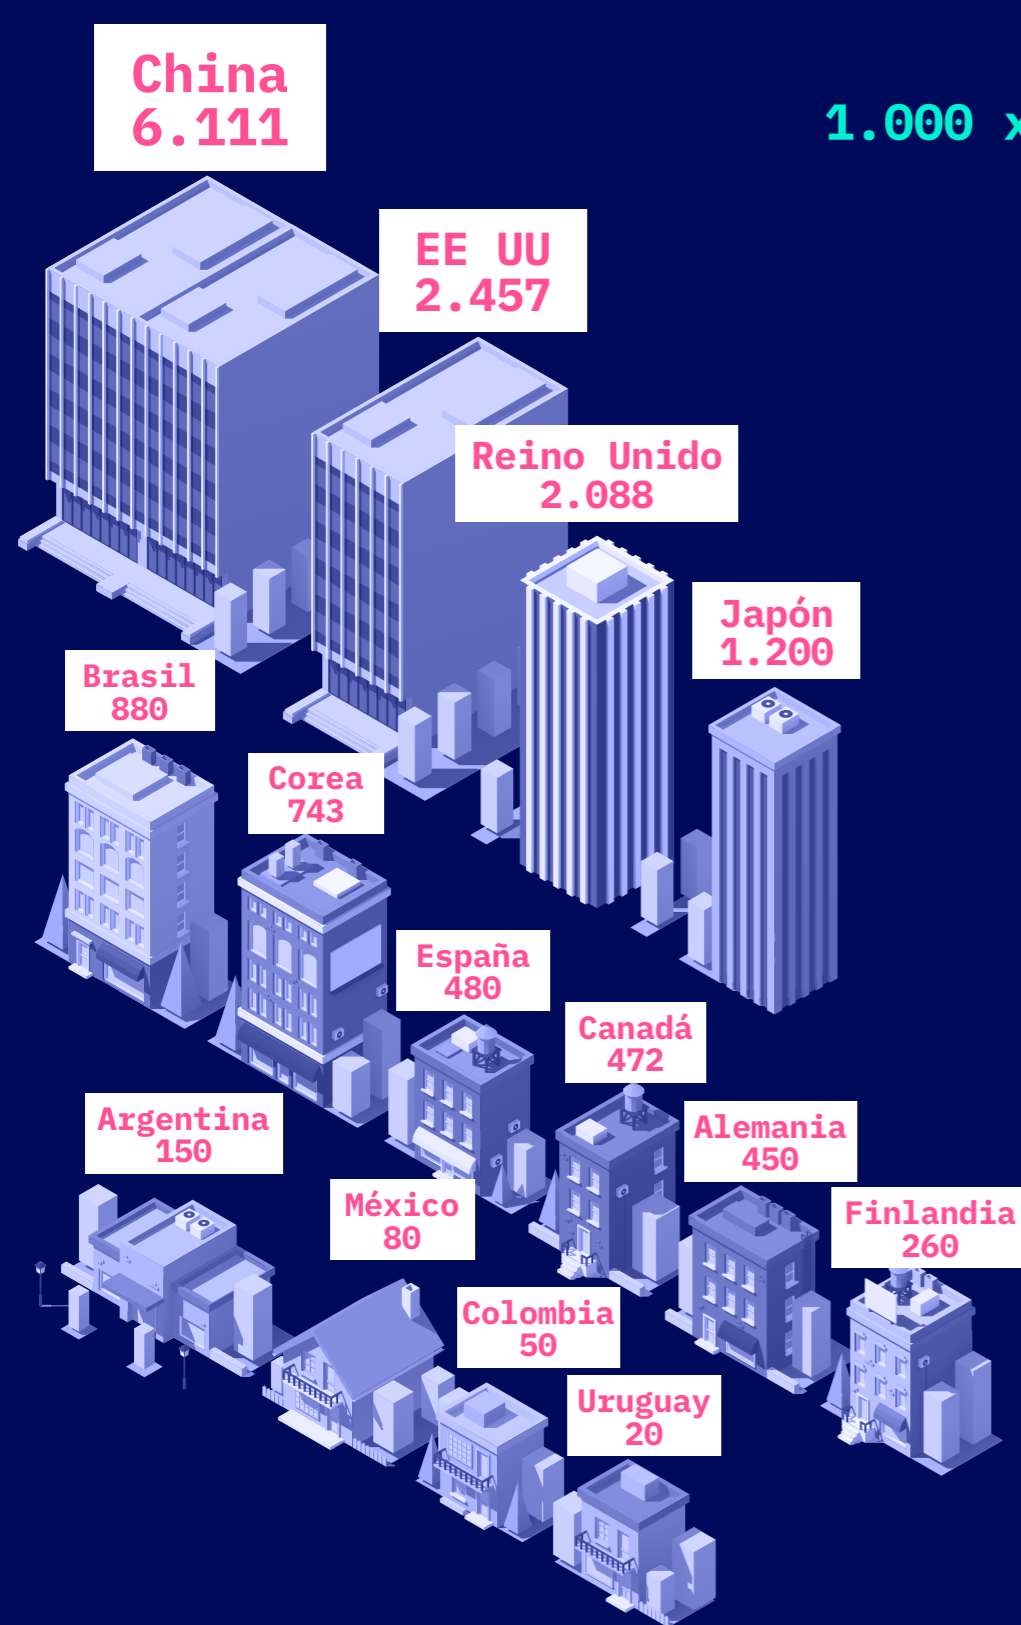 China
6.111
1.000 x
EE UU
2.457
Reino Unido
2.088
Japón
1.200
Brasil
880
Corea
743
España
480
Canadá
472
Argentina
150
Alemania
450
México
80
Finlandia
260
Colombia
50
Uruguay
20